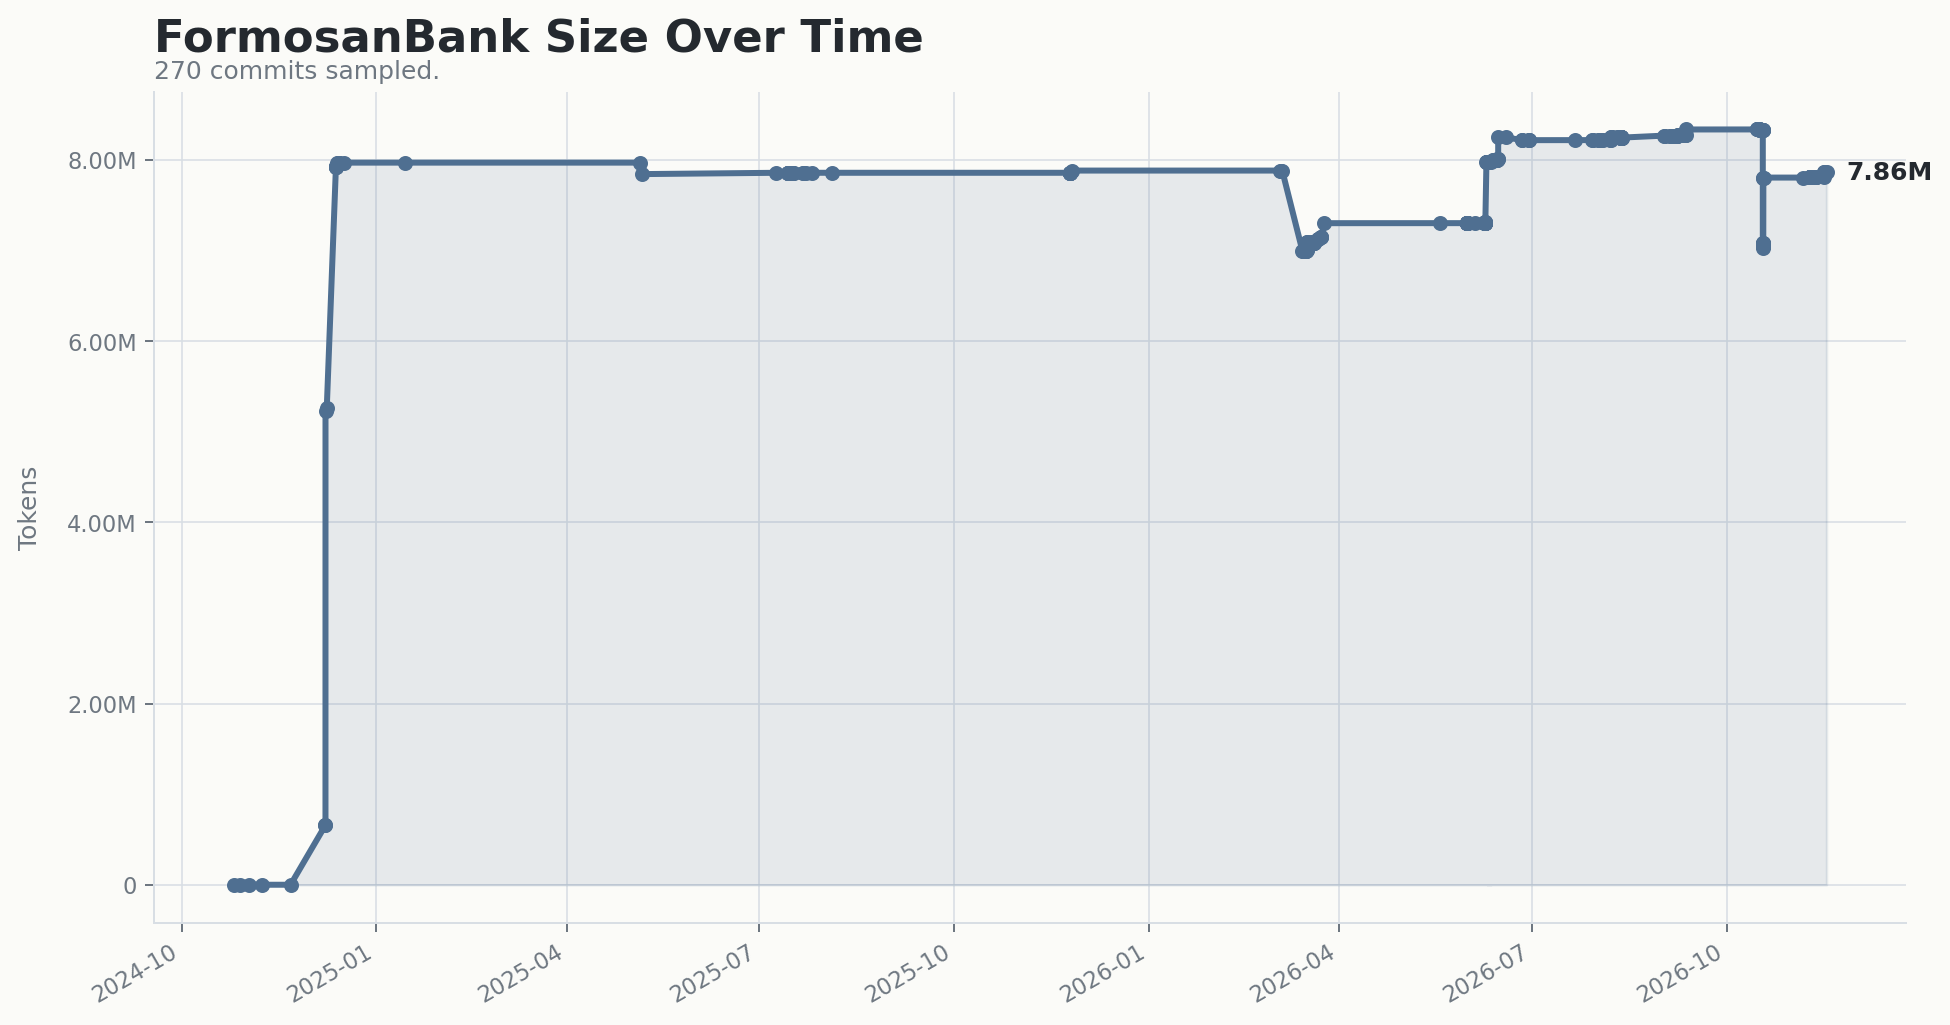 FormosanBank Size Over Time
270 commits sampled.
8.00M
6.00M
4.00M
2.00M
0
Tokens
7.86M
2024-10
2025-01
2025-04
2025-07
2025-10
2026-01
2026-04
2026-07
2026-10